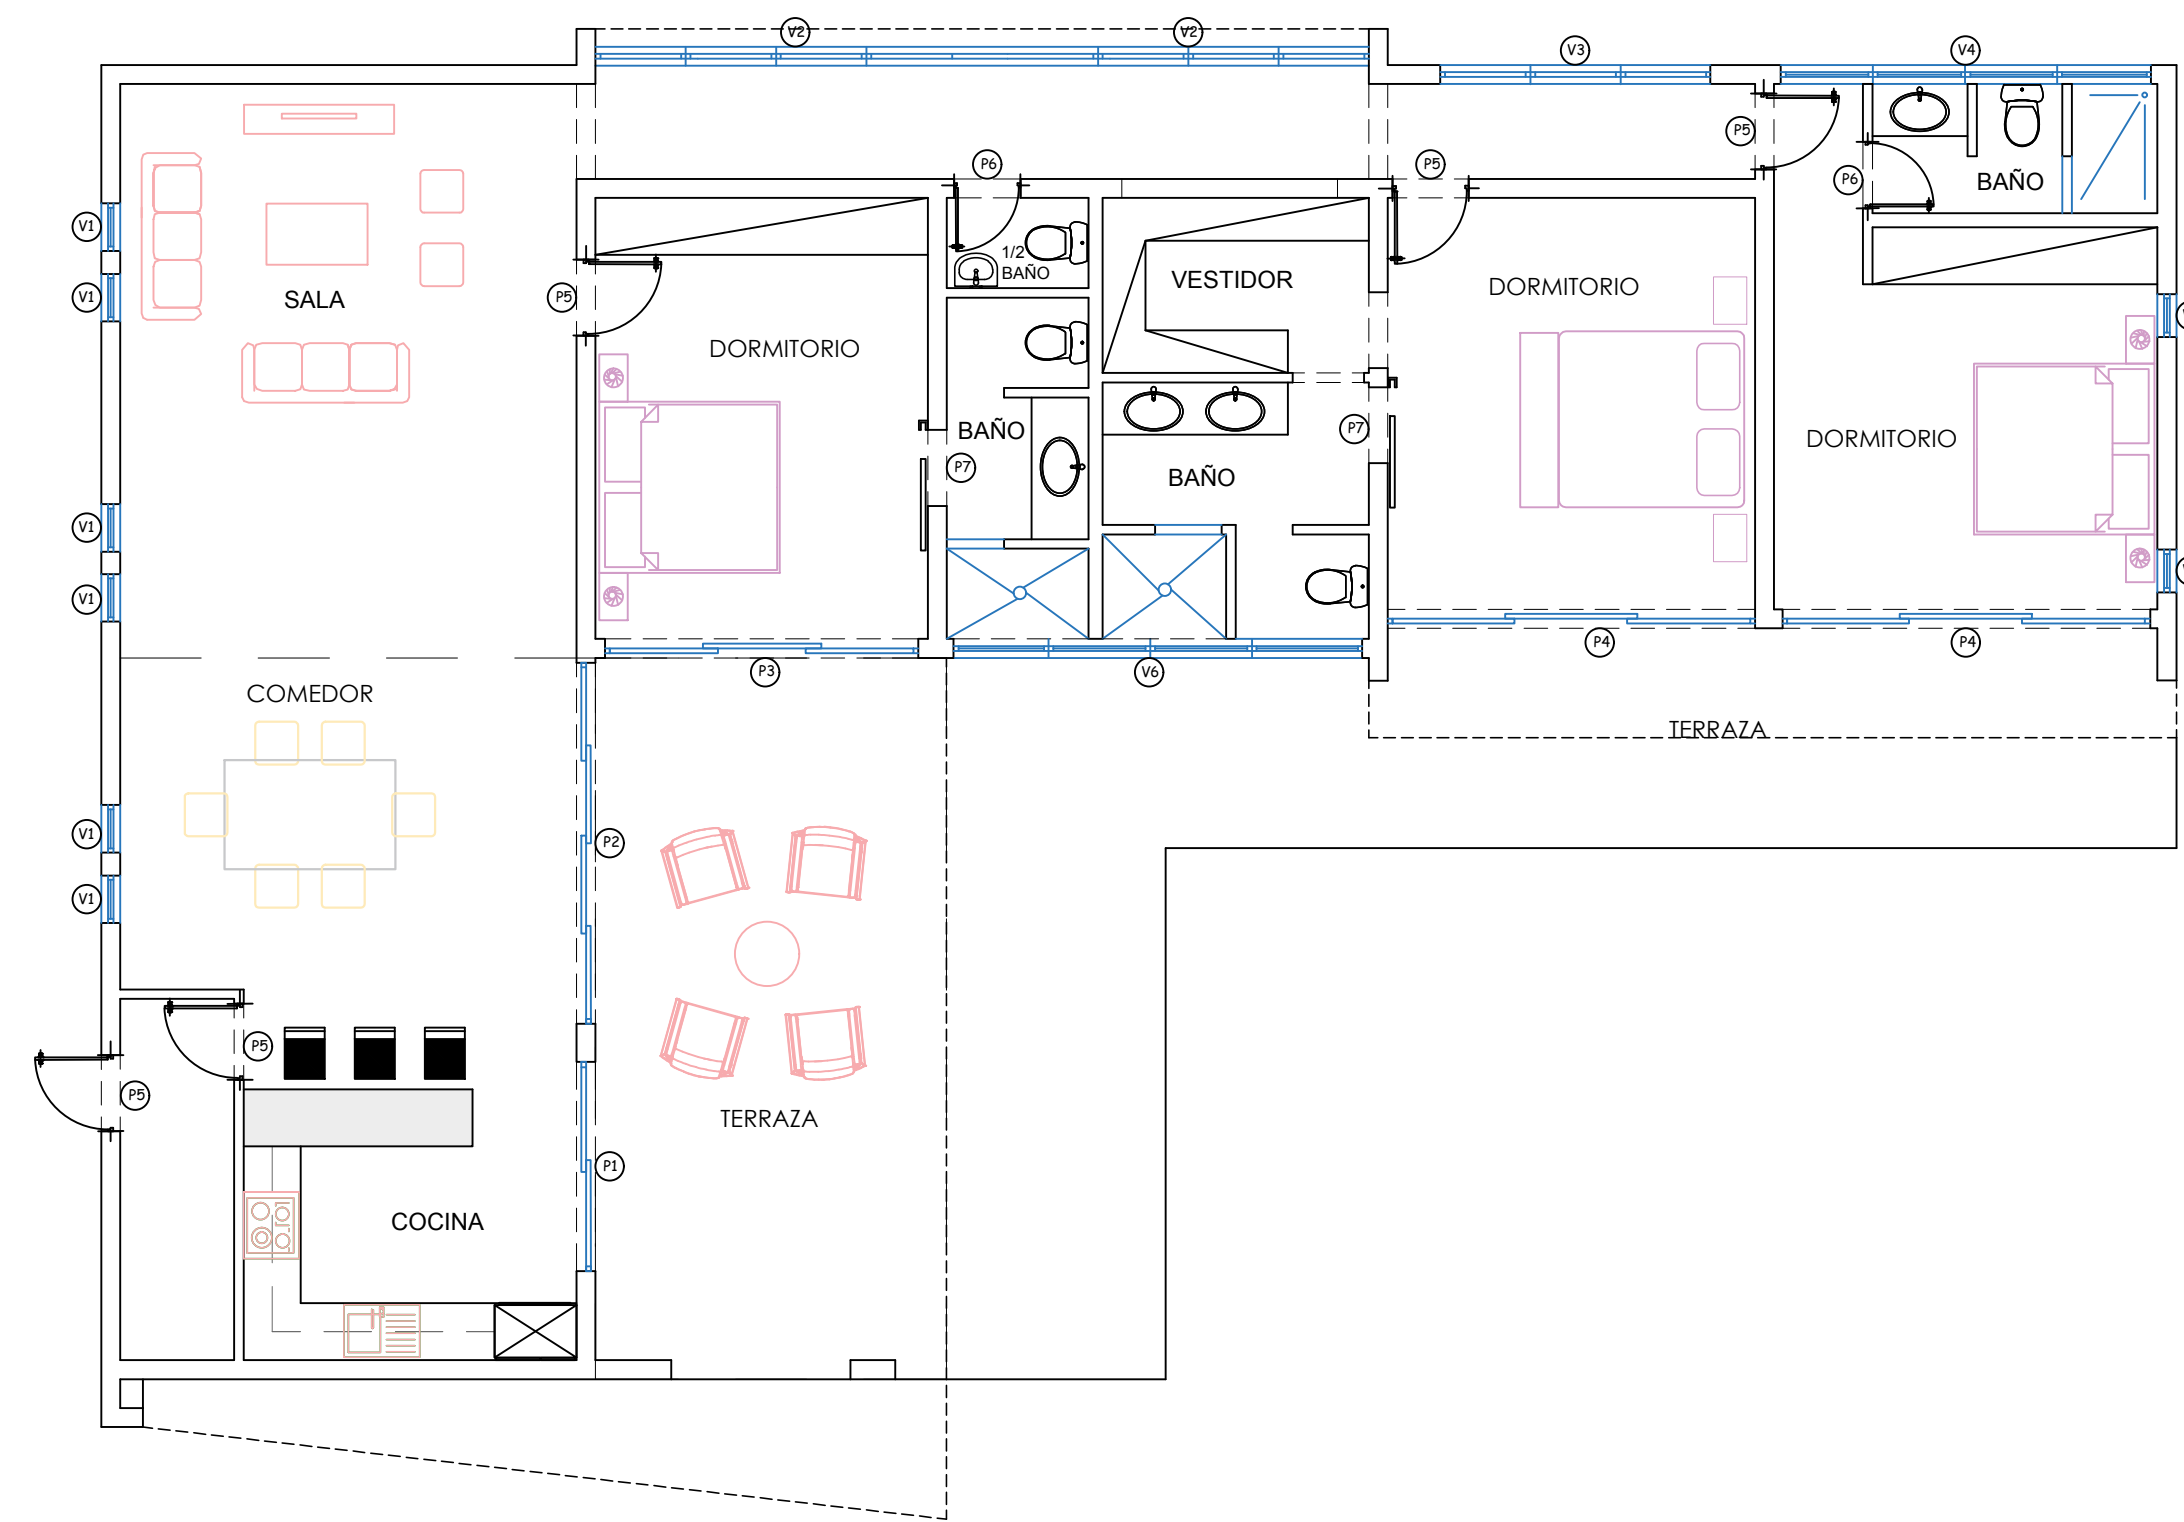 V2
V2
V3
V4
P5
P6
P5
P6
BAÑO
V1
1/2
BAÑO
VESTIDOR
DORMITORIO
V1
SALA
P5
DORMITORIO
BAÑO
P7
P7
DORMITORIO
BAÑO
V1
V1
P3
V6
P4
P4
COMEDOR
TERRAZA
V1
P2
V1
P5
P5
TERRAZA
P1
COCINA